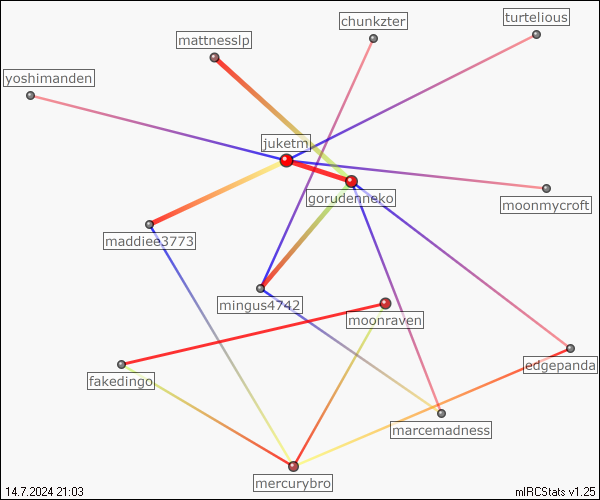 chunkzter
turtelious
mattnesslp
yoshimanden
juketm
gorudenneko
moonmycroft
maddiee3773
mingus4742
moonraven
edgepanda
fakedingo
marcemadness
mercurybro
14.7.2024 21:03
mIRCStats v1.25